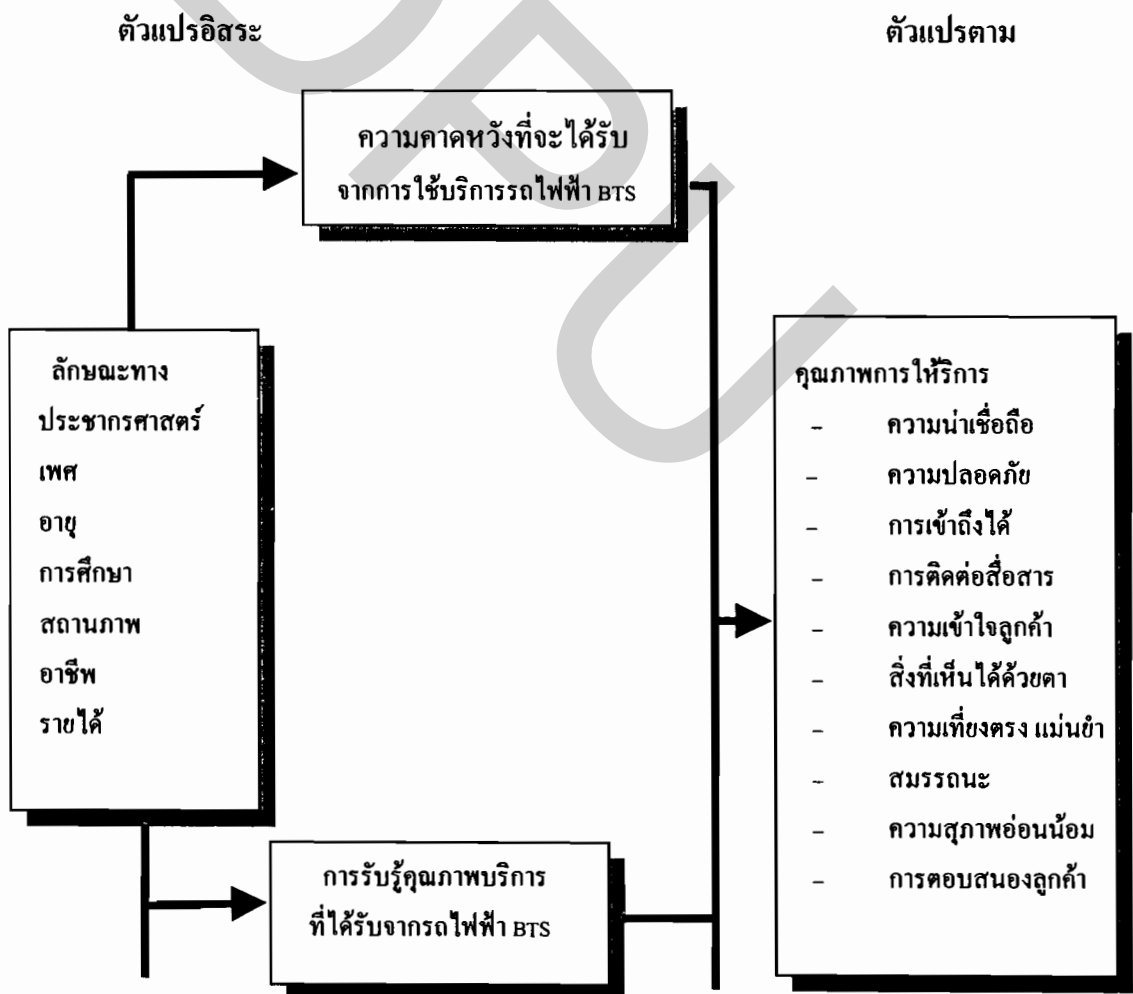 ตัวแปรอิสระ
ตัวแปรตาม
ความคาดหวังที่จะได้รับ
จากการใช้บริการรถไฟฟ้า BTS
ลักษณะทาง
ประชากรศาสตร์
เพศ
อายุ
การศึกษา
สถานภาพ
อาชีพ
รายได้
การรับรู้คุณภาพบริการ
ที่ได้รับจากรถไฟฟ้า BTS
คุณภาพการให้ริการ
- ความน่าเชื่อถือ
- ความปลอดภัย
- การเข้าถึงได้
- การติดต่อสื่อสาร
- ความเข้าใจลูกค้า
- สิ่งที่เห็นได้ด้วยตา
- ความเที่ยงตรง แม่นยำ
- สมรรถนะ
- ความสุภาพอ่อนน้อม
- การตอบสนองลูกค้า
DPU